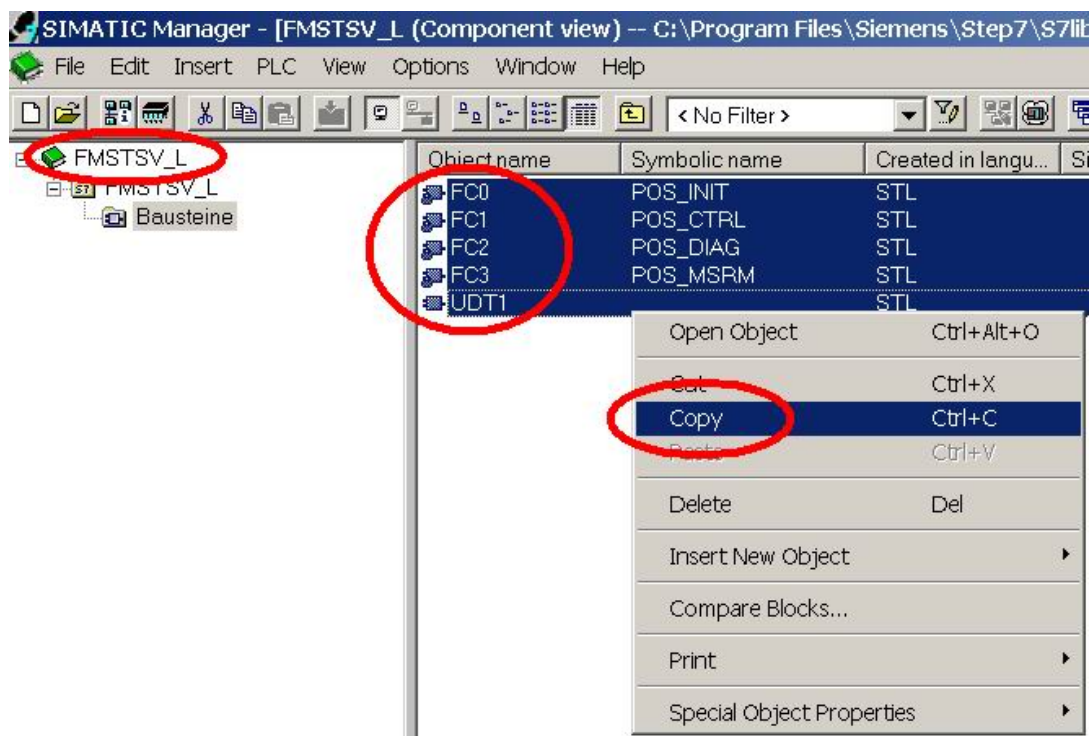 SIMATIC Manager - [FMSTSV_L (Component view) -- C:\Program Files\Siemens\Step7\S7lib
File Edit Insert PLC View Options Window Help
< No Filter >
FMSTSV_L
FMSTSV_L
Bausteine
Object name Symbolic name Created in langu... Si
FC0 POS_INIT STL
FC1 POS_CTRL STL
FC2 POS_DIAG STL
FC3 POS_MSRM STL
UDT1 STL
Open Object Ctrl+Alt+O
Cut Ctrl+X
Copy Ctrl+C
Paste Ctrl+V
Delete Del
Insert New Object
Compare Blocks...
Print
Special Object Properties